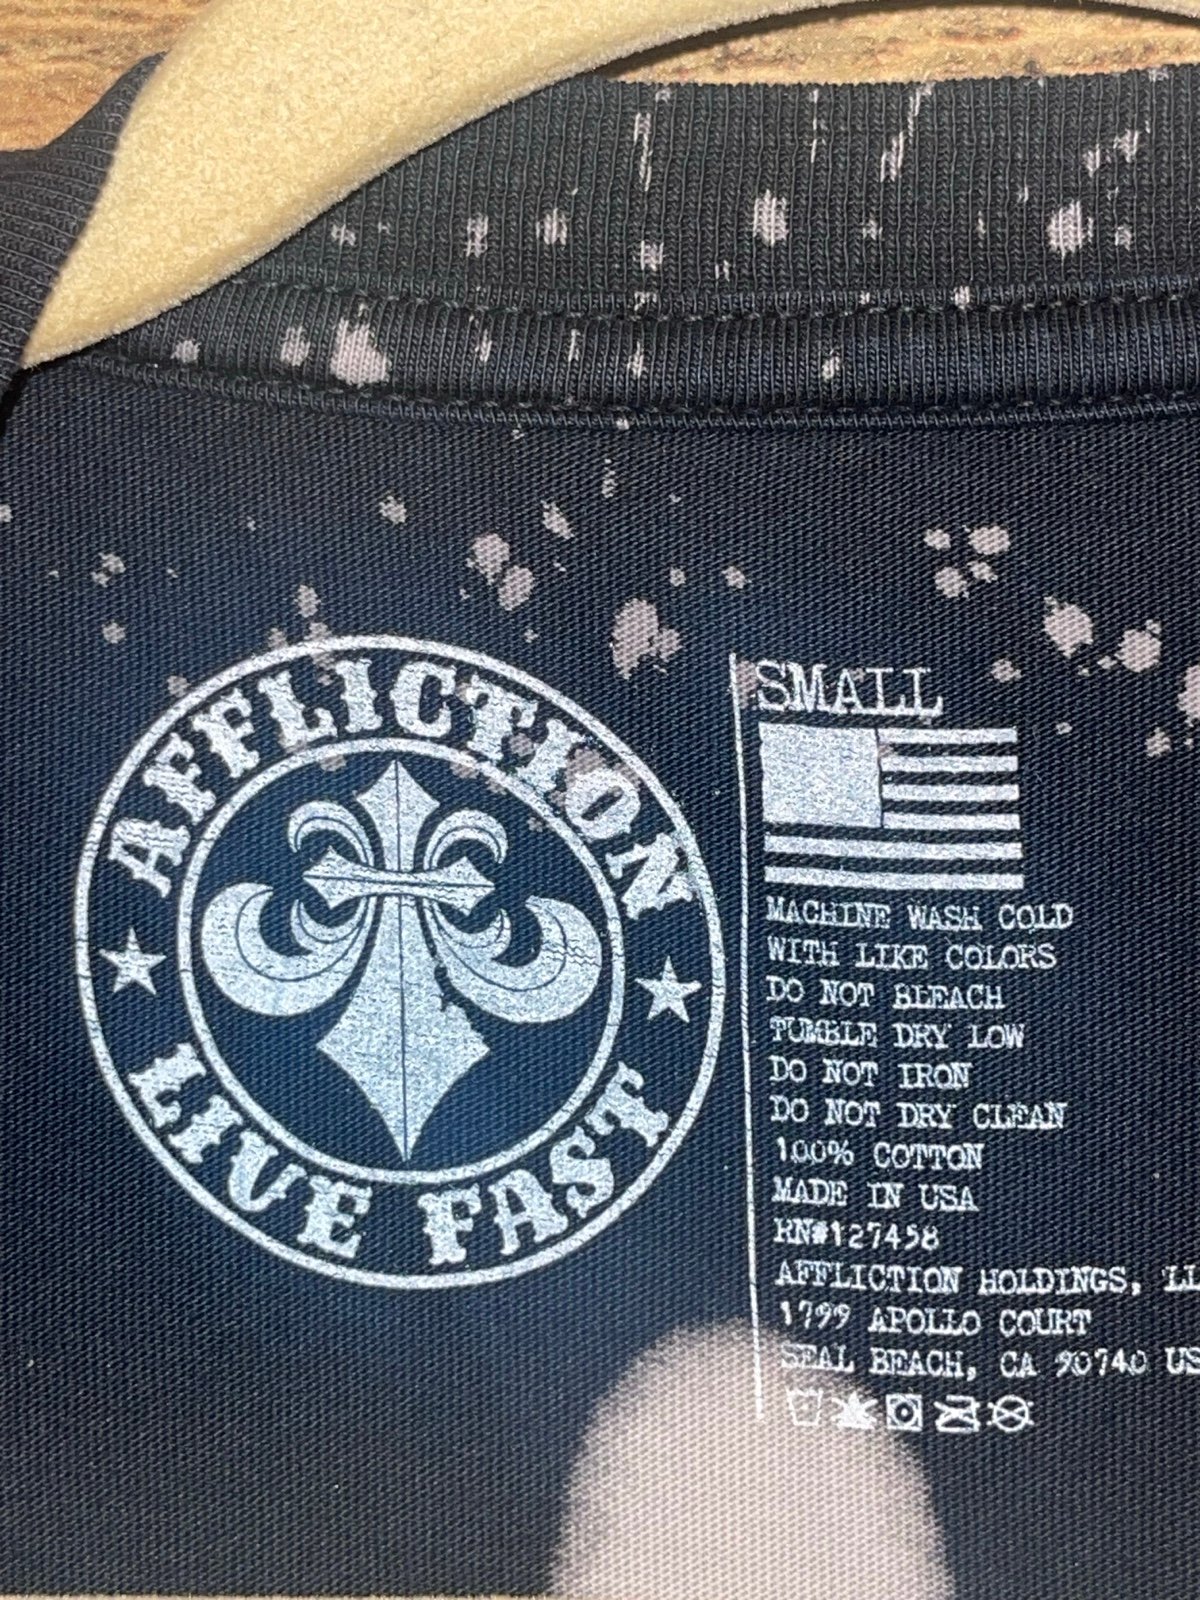 AFFLICTION
LIVE FAST
SMALL
MACHINE WASH COLD
WITH LIKE COLORS
DO NOT BLEACH
TUMBLE DRY LOW
DO NOT IRON
DO NOT DRY CLEAN
100% COTTON
MADE IN USA
RN#127458
AFFLICTION HOLDINGS, LL
1799 APOLLO COURT
SEAL BEACH, CA 90740 US